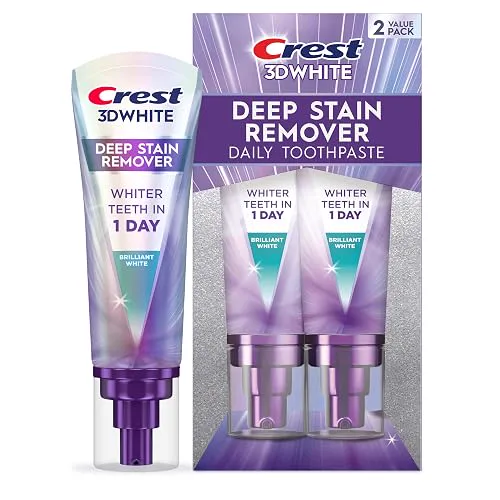 Crest
3DWHITE
DEEP STAIN
REMOVER
WHITER
TEETH IN
1 DAY
BRILLIANT
WHITE
2 VALUE
PACK
Crest
3DWHITE
DEEP STAIN
REMOVER
DAILY TOOTHPASTE
WHITER
TEETH IN
1 DAY
BRILLIANT
WHITE
WHITER
TEETH IN
1 DAY
BRILLIANT
WHITE